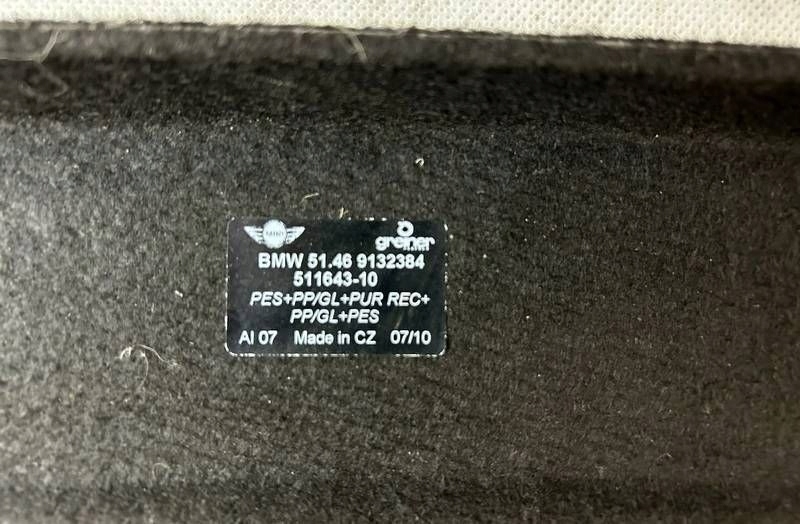 MINI
greiner
BMW 51.46 9132384
511643-10
PES+PP/GL+PUR REC+
PP/GL+PES
AI 07 Made in CZ 07/10